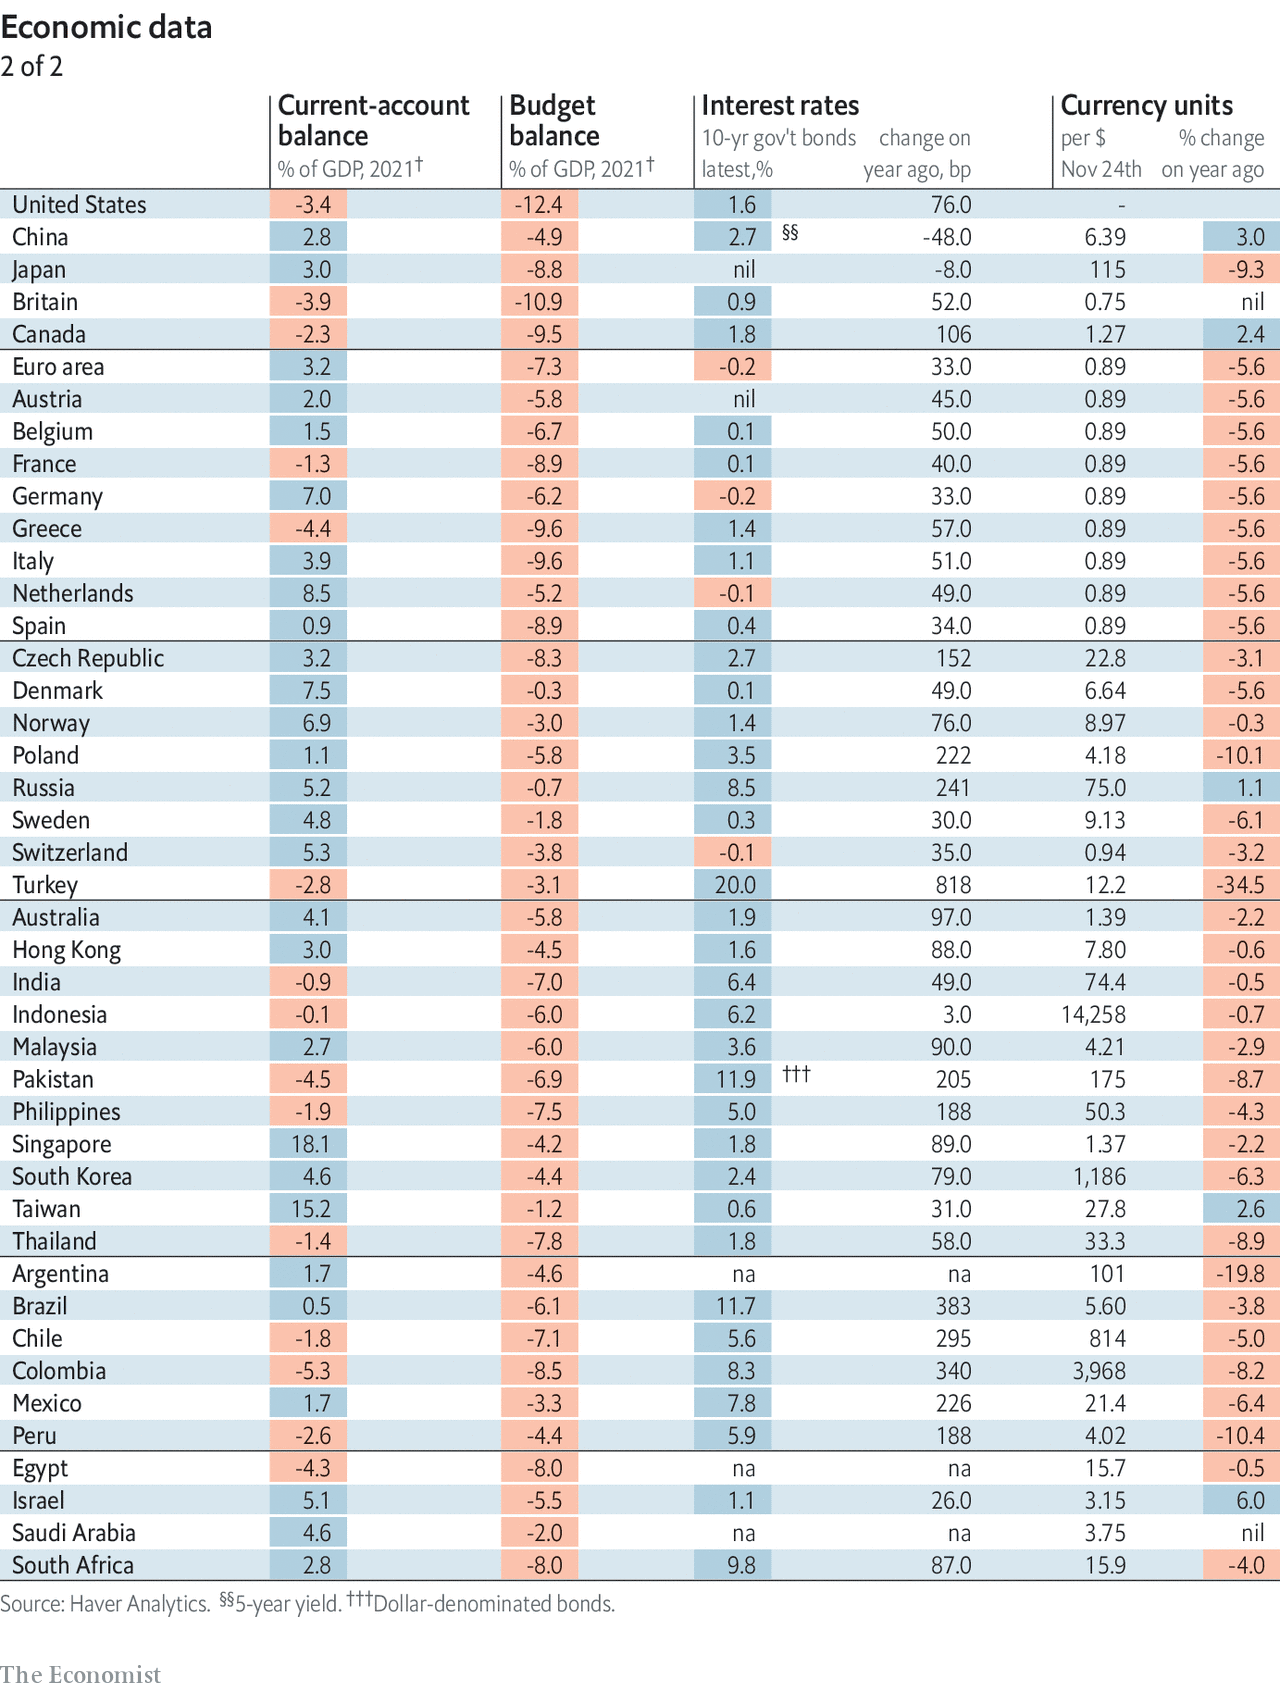 Economic data
2 of 2
Current-account balance % of GDP, 2021† Budget balance % of GDP, 2021† Interest rates 10-yr gov't bonds latest,% change on year ago, bp Currency units per $ Nov 24th % change on year ago
United States -3.4 -12.4 1.6 76.0 -
China 2.8 -4.9 2.7 §§ -48.0 6.39 3.0
Japan 3.0 -8.8 nil -8.0 115 -9.3
Britain -3.9 -10.9 0.9 52.0 0.75 nil
Canada -2.3 -9.5 1.8 106 1.27 2.4
Euro area 3.2 -7.3 -0.2 33.0 0.89 -5.6
Austria 2.0 -5.8 nil 45.0 0.89 -5.6
Belgium 1.5 -6.7 0.1 50.0 0.89 -5.6
France -1.3 -8.9 0.1 40.0 0.89 -5.6
Germany 7.0 -6.2 -0.2 33.0 0.89 -5.6
Greece -4.4 -9.6 1.4 57.0 0.89 -5.6
Italy 3.9 -9.6 1.1 51.0 0.89 -5.6
Netherlands 8.5 -5.2 -0.1 49.0 0.89 -5.6
Spain 0.9 -8.9 0.4 34.0 0.89 -5.6
Czech Republic 3.2 -8.3 2.7 152 22.8 -3.1
Denmark 7.5 -0.3 0.1 49.0 6.64 -5.6
Norway 6.9 -3.0 1.4 76.0 8.97 -0.3
Poland 1.1 -5.8 3.5 222 4.18 -10.1
Russia 5.2 -0.7 8.5 241 75.0 1.1
Sweden 4.8 -1.8 0.3 30.0 9.13 -6.1
Switzerland 5.3 -3.8 -0.1 35.0 0.94 -3.2
Turkey -2.8 -3.1 20.0 818 12.2 -34.5
Australia 4.1 -5.8 1.9 97.0 1.39 -2.2
Hong Kong 3.0 -4.5 1.6 88.0 7.80 -0.6
India -0.9 -7.0 6.4 49.0 74.4 -0.5
Indonesia -0.1 -6.0 6.2 3.0 14,258 -0.7
Malaysia 2.7 -6.0 3.6 90.0 4.21 -2.9
Pakistan -4.5 -6.9 11.9 ††† 205 175 -8.7
Philippines -1.9 -7.5 5.0 188 50.3 -4.3
Singapore 18.1 -4.2 1.8 89.0 1.37 -2.2
South Korea 4.6 -4.4 2.4 79.0 1,186 -6.3
Taiwan 15.2 -1.2 0.6 31.0 27.8 2.6
Thailand -1.4 -7.8 1.8 58.0 33.3 -8.9
Argentina 1.7 -4.6 na na 101 -19.8
Brazil 0.5 -6.1 11.7 383 5.60 -3.8
Chile -1.8 -7.1 5.6 295 814 -5.0
Colombia -5.3 -8.5 8.3 340 3,968 -8.2
Mexico 1.7 -3.3 7.8 226 21.4 -6.4
Peru -2.6 -4.4 5.9 188 4.02 -10.4
Egypt -4.3 -8.0 na na 15.7 -0.5
Israel 5.1 -5.5 1.1 26.0 3.15 6.0
Saudi Arabia 4.6 -2.0 na na 3.75 nil
South Africa 2.8 -8.0 9.8 87.0 15.9 -4.0
Source: Haver Analytics. §§5-year yield. †††Dollar-denominated bonds.
The Economist